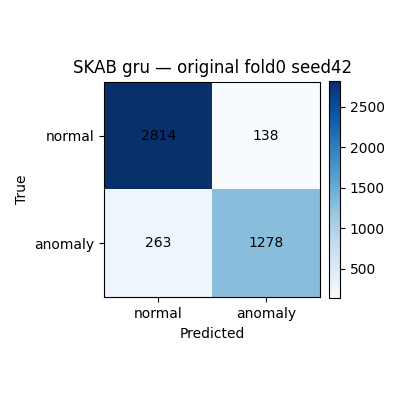 SKAB gru — original fold0 seed42
True
normal
2814
138
anomaly
263
1278
normal
anomaly
Predicted
2500
2000
1500
1000
500